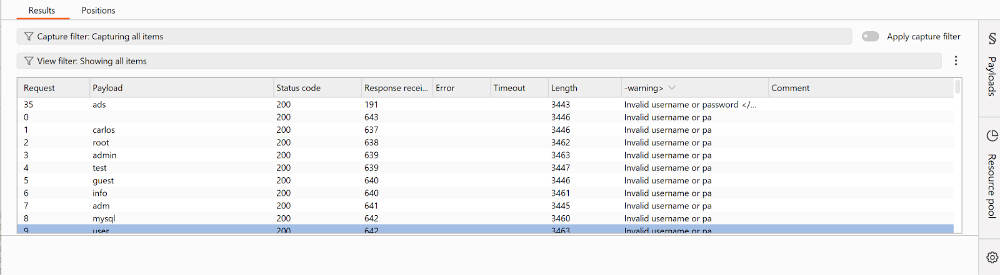 Results Positions
Capture filter: Capturing all items Apply capture filter
View filter: Showing all items
Request Payload Status code Response recei... Error Timeout Length -warning> Comment
35 ads 200 191 3443 Invalid username or password </...
0 200 643 3446 Invalid username or pa
1 carlos 200 637 3446 Invalid username or pa
2 root 200 638 3462 Invalid username or pa
3 admin 200 639 3463 Invalid username or pa
4 test 200 639 3447 Invalid username or pa
5 guest 200 640 3446 Invalid username or pa
6 info 200 640 3461 Invalid username or pa
7 adm 200 641 3445 Invalid username or pa
8 mysql 200 642 3460 Invalid username or pa
9 user 200 642 3463 Invalid username or pa
Payloads
Resource pool